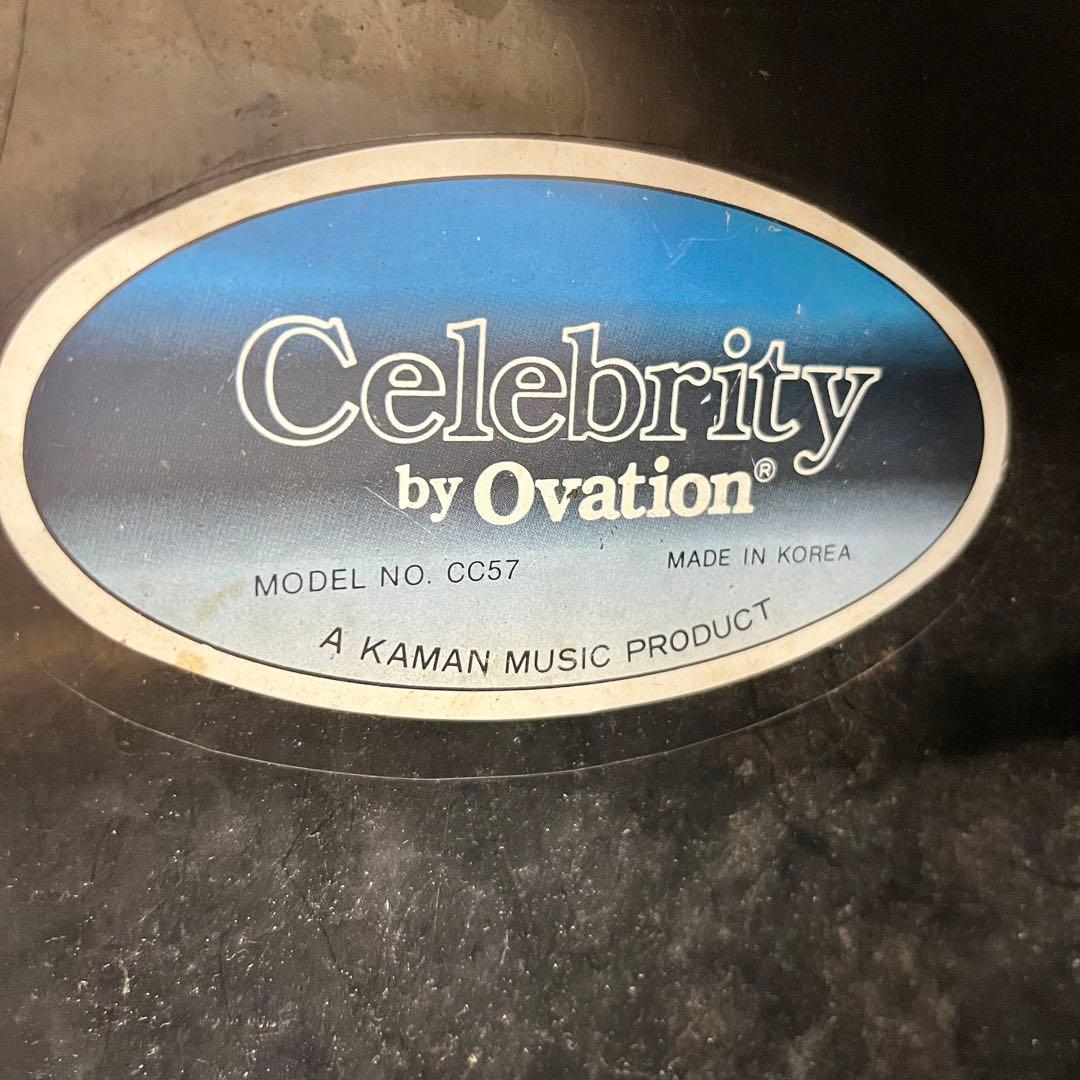 Celebrity
by Ovation®
MODEL NO. CC57
MADE IN KOREA
A KAMAN MUSIC PRODUCT